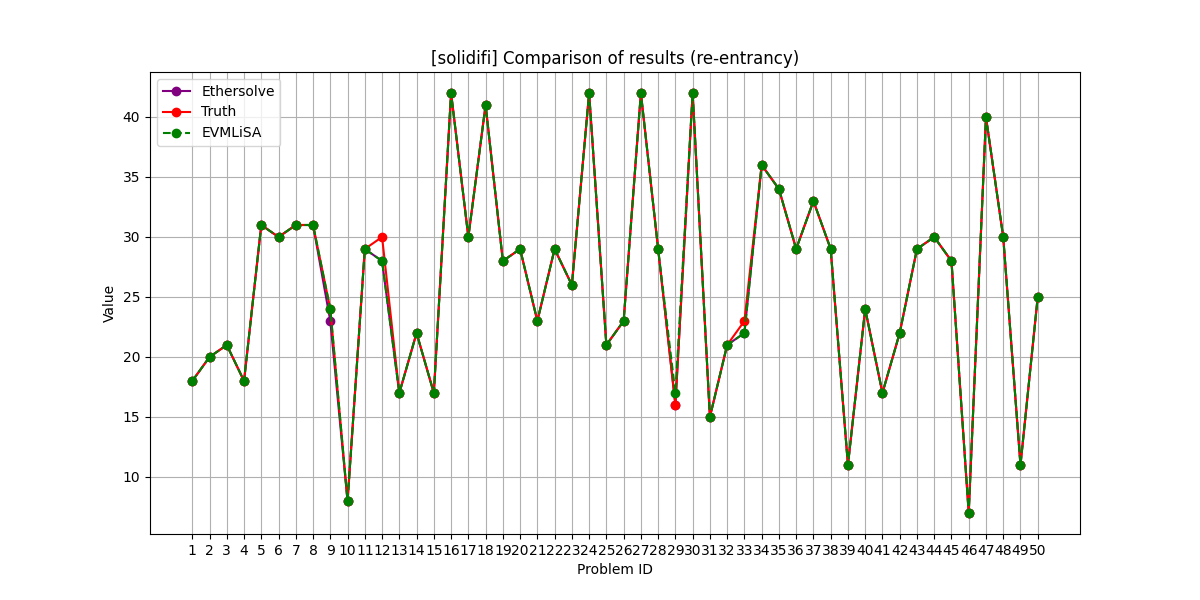 [solidifi] Comparison of results (re-entrancy)
Ethersolve
Truth
EVMLiSA
Value
40
35
30
25
20
15
10
1 2 3 4 5 6 7 8 9 10 11 12 13 14 15 16 17 18 19 20 21 22 23 24 25 26 27 28 29 30 31 32 33 34 35 36 37 38 39 40 41 42 43 44 45 46 47 48 49 50
Problem ID